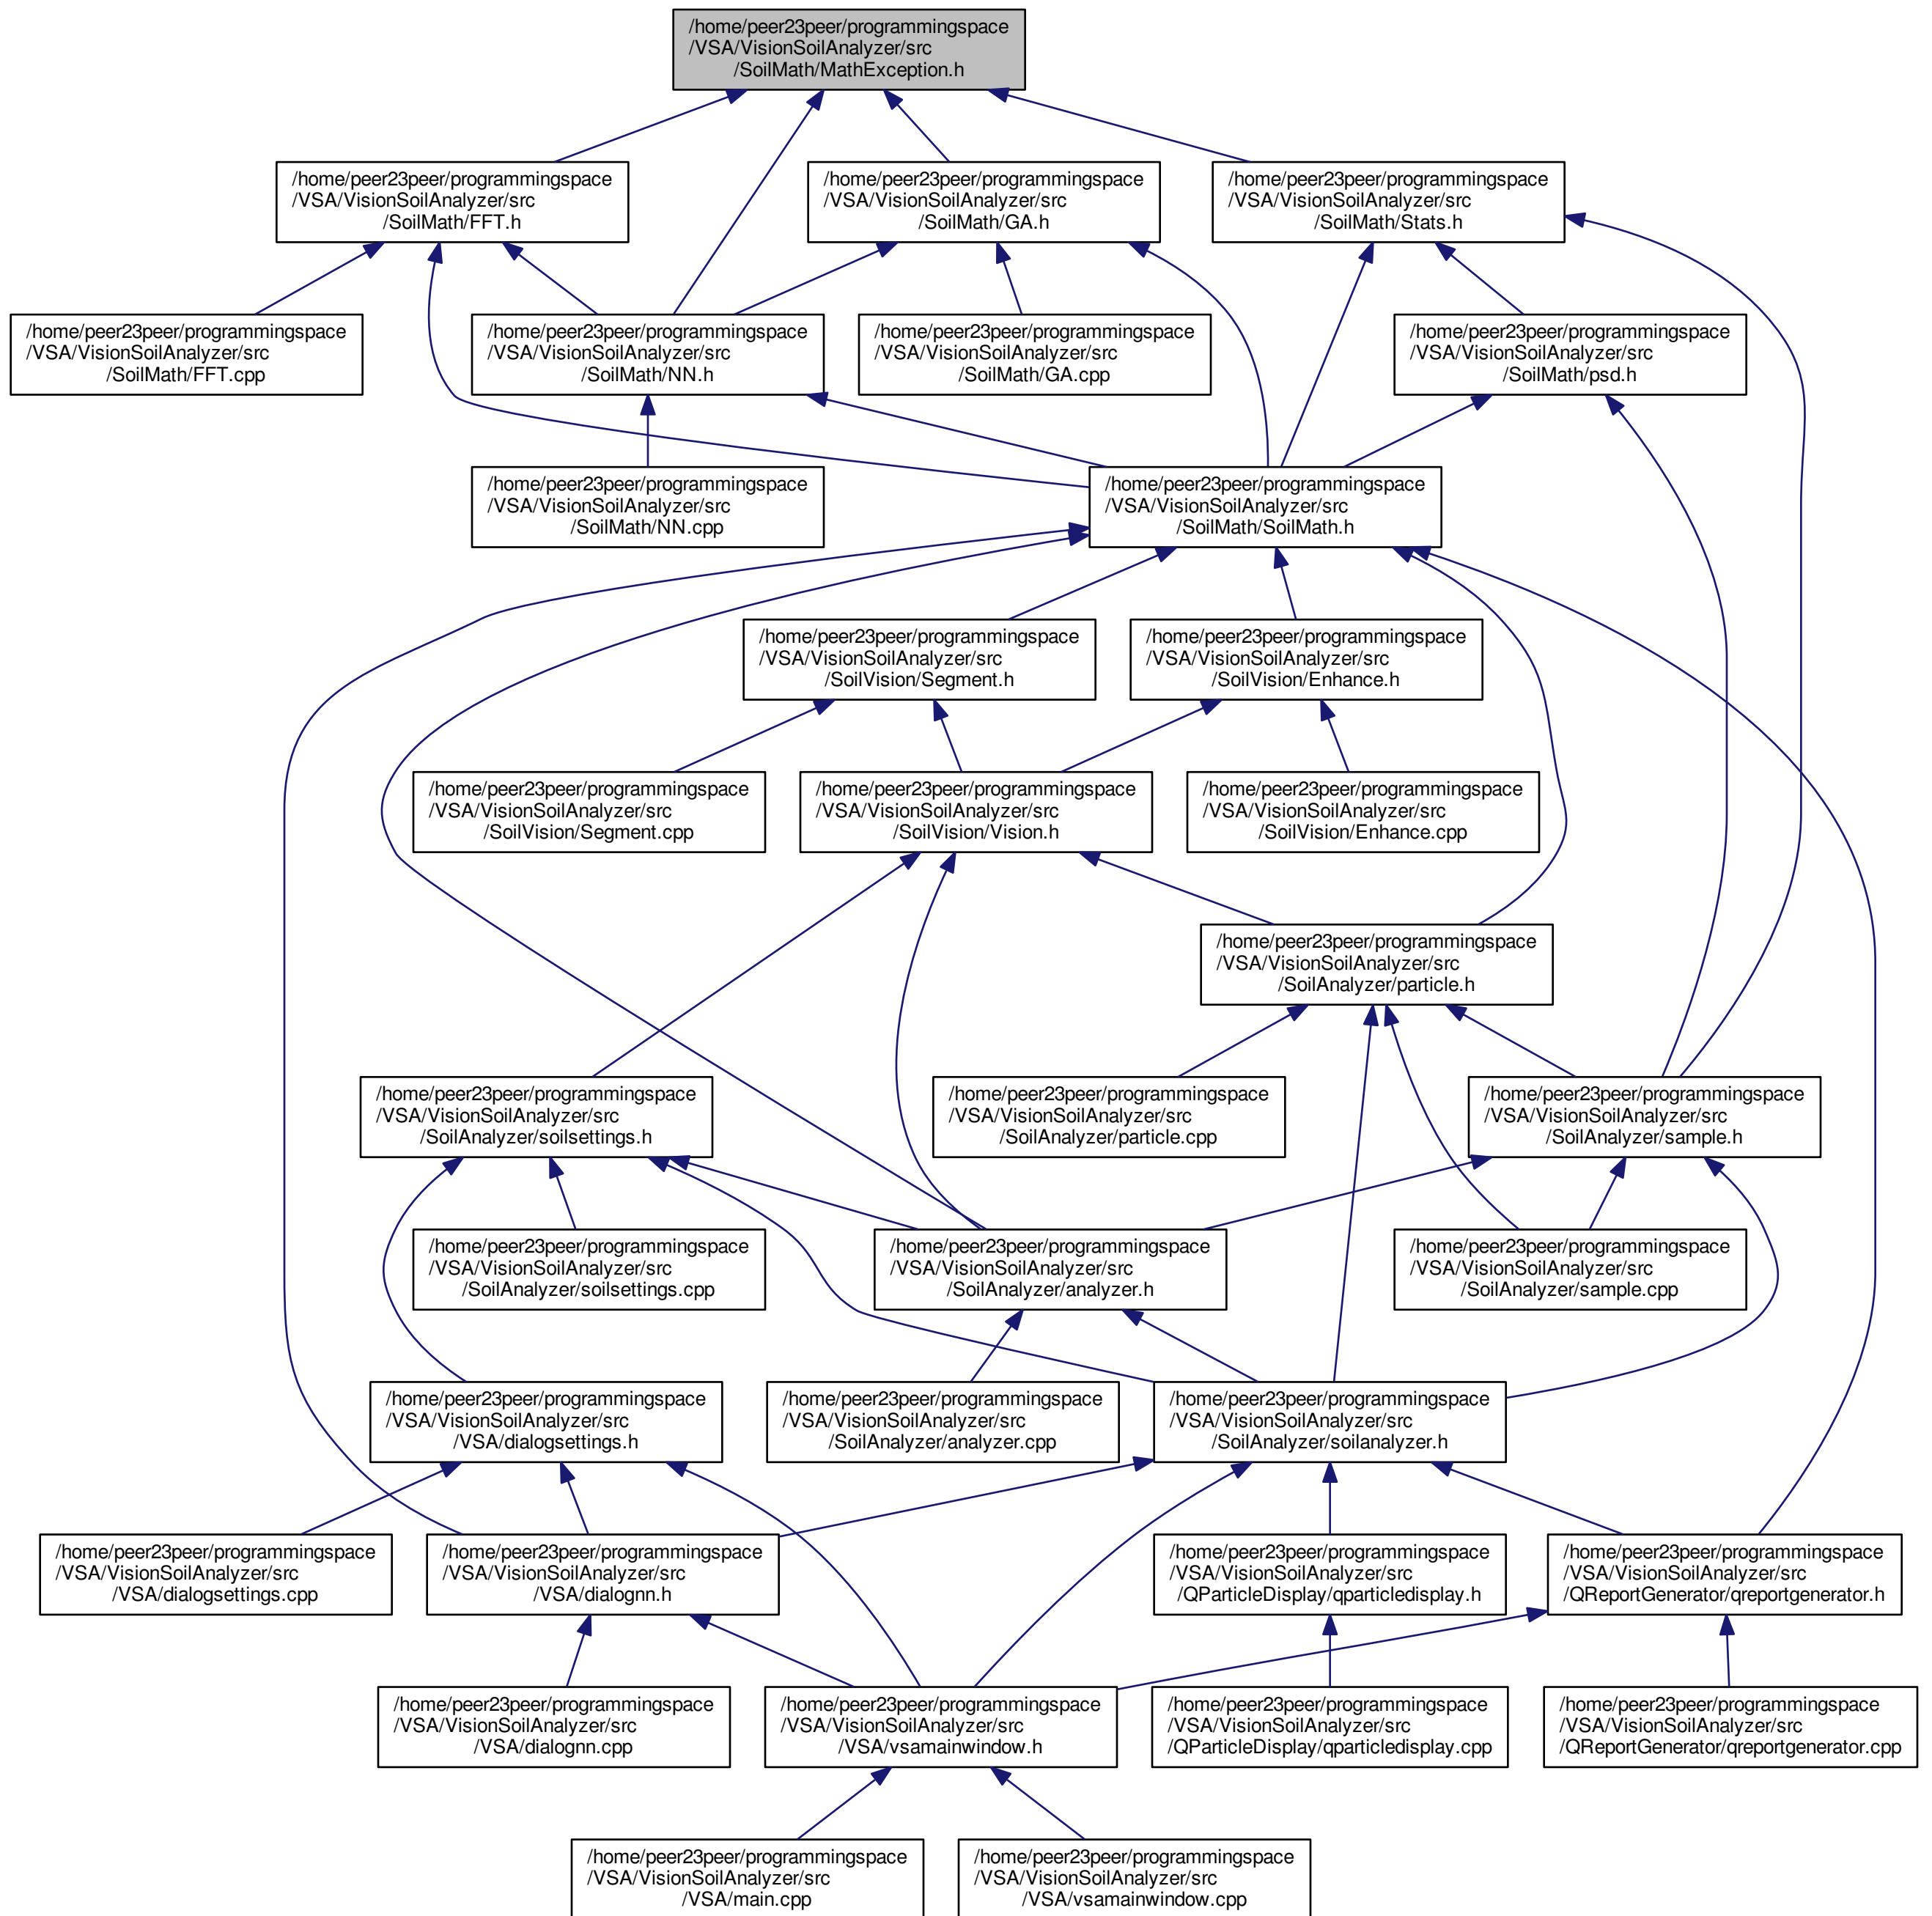 /home/peer23peer/programmingspace
/VSA/VisionSoilAnalyzer/src
/SoilMath/MathException.h
/home/peer23peer/programmingspace
/VSA/VisionSoilAnalyzer/src
/SoilMath/FFT.h
/home/peer23peer/programmingspace
/VSA/VisionSoilAnalyzer/src
/SoilMath/GA.h
/home/peer23peer/programmingspace
/VSA/VisionSoilAnalyzer/src
/SoilMath/Stats.h
/home/peer23peer/programmingspace
/VSA/VisionSoilAnalyzer/src
/SoilMath/FFT.cpp
/home/peer23peer/programmingspace
/VSA/VisionSoilAnalyzer/src
/SoilMath/NN.h
/home/peer23peer/programmingspace
/VSA/VisionSoilAnalyzer/src
/SoilMath/GA.cpp
/home/peer23peer/programmingspace
/VSA/VisionSoilAnalyzer/src
/SoilMath/psd.h
/home/peer23peer/programmingspace
/VSA/VisionSoilAnalyzer/src
/SoilMath/NN.cpp
/home/peer23peer/programmingspace
/VSA/VisionSoilAnalyzer/src
/SoilMath/SoilMath.h
/home/peer23peer/programmingspace
/VSA/VisionSoilAnalyzer/src
/SoilVision/Segment.h
/home/peer23peer/programmingspace
/VSA/VisionSoilAnalyzer/src
/SoilVision/Enhance.h
/home/peer23peer/programmingspace
/VSA/VisionSoilAnalyzer/src
/SoilVision/Segment.cpp
/home/peer23peer/programmingspace
/VSA/VisionSoilAnalyzer/src
/SoilVision/Vision.h
/home/peer23peer/programmingspace
/VSA/VisionSoilAnalyzer/src
/SoilVision/Enhance.cpp
/home/peer23peer/programmingspace
/VSA/VisionSoilAnalyzer/src
/SoilAnalyzer/particle.h
/home/peer23peer/programmingspace
/VSA/VisionSoilAnalyzer/src
/SoilAnalyzer/soilsettings.h
/home/peer23peer/programmingspace
/VSA/VisionSoilAnalyzer/src
/SoilAnalyzer/particle.cpp
/home/peer23peer/programmingspace
/VSA/VisionSoilAnalyzer/src
/SoilAnalyzer/sample.h
/home/peer23peer/programmingspace
/VSA/VisionSoilAnalyzer/src
/SoilAnalyzer/soilsettings.cpp
/home/peer23peer/programmingspace
/VSA/VisionSoilAnalyzer/src
/SoilAnalyzer/analyzer.h
/home/peer23peer/programmingspace
/VSA/VisionSoilAnalyzer/src
/SoilAnalyzer/sample.cpp
/home/peer23peer/programmingspace
/VSA/VisionSoilAnalyzer/src
/VSA/dialogsettings.h
/home/peer23peer/programmingspace
/VSA/VisionSoilAnalyzer/src
/SoilAnalyzer/analyzer.cpp
/home/peer23peer/programmingspace
/VSA/VisionSoilAnalyzer/src
/SoilAnalyzer/soilanalyzer.h
/home/peer23peer/programmingspace
/VSA/VisionSoilAnalyzer/src
/VSA/dialogsettings.cpp
/home/peer23peer/programmingspace
/VSA/VisionSoilAnalyzer/src
/VSA/dialognn.h
/home/peer23peer/programmingspace
/VSA/VisionSoilAnalyzer/src
/QParticleDisplay/qparticledisplay.h
/home/peer23peer/programmingspace
/VSA/VisionSoilAnalyzer/src
/QReportGenerator/qreportgenerator.h
/home/peer23peer/programmingspace
/VSA/VisionSoilAnalyzer/src
/VSA/dialognn.cpp
/home/peer23peer/programmingspace
/VSA/VisionSoilAnalyzer/src
/VSA/vsamainwindow.h
/home/peer23peer/programmingspace
/VSA/VisionSoilAnalyzer/src
/QParticleDisplay/qparticledisplay.cpp
/home/peer23peer/programmingspace
/VSA/VisionSoilAnalyzer/src
/QReportGenerator/qreportgenerator.cpp
/home/peer23peer/programmingspace
/VSA/VisionSoilAnalyzer/src
/VSA/main.cpp
/home/peer23peer/programmingspace
/VSA/VisionSoilAnalyzer/src
/VSA/vsamainwindow.cpp